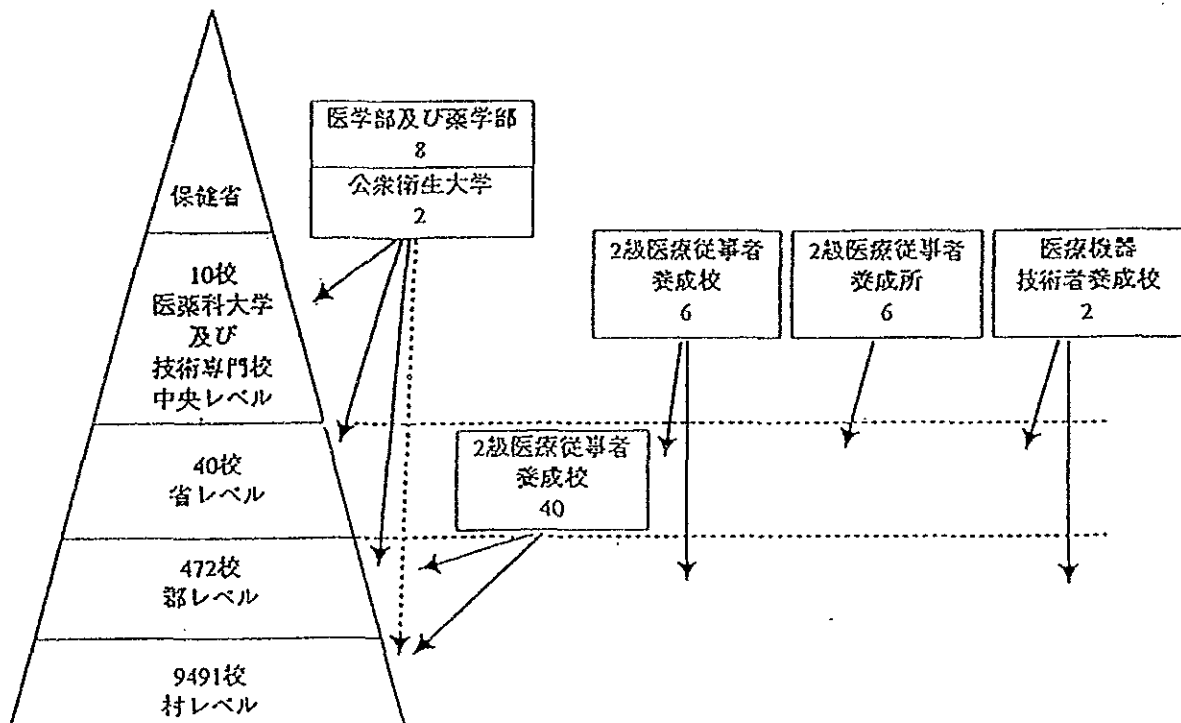 保健省
10校
医薬科大学
及び
技術専門校
中央レベル
40校
省レベル
472校
郡レベル
9491校
村レベル
医学部及び薬学部
8
公衆衛生大学
2
2級医療従事者
養成校
6
2級医療従事者
養成所
6
医療機器
技術者養成校
2
2級医療従事者
養成校
40